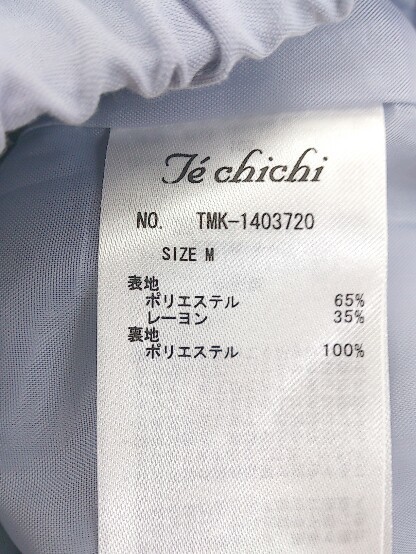 Té chichi
NO. TMK-1403720
SIZE M
表地
ポリエステル 65%
レーヨン 35%
裏地
ポリエステル 100%